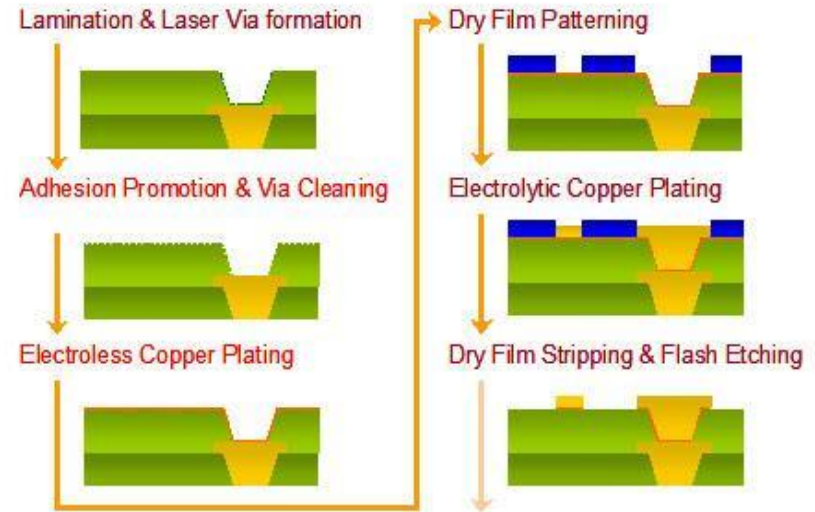 Lamination & Laser Via formation
Adhesion Promotion & Via Cleaning
Electroless Copper Plating
Dry Film Patterning
Electrolytic Copper Plating
Dry Film Stripping & Flash Etching